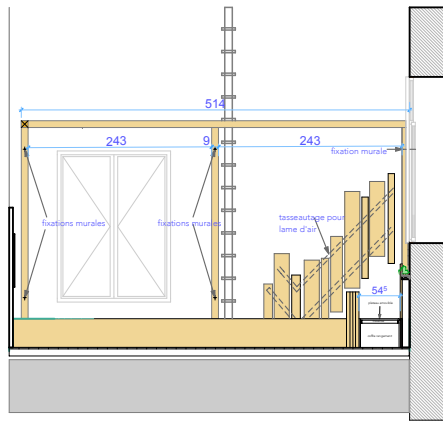 514
243
9
243
fixation murale
fixations murales
fixations murales
tasseautage pour
lame d'air
54⁵